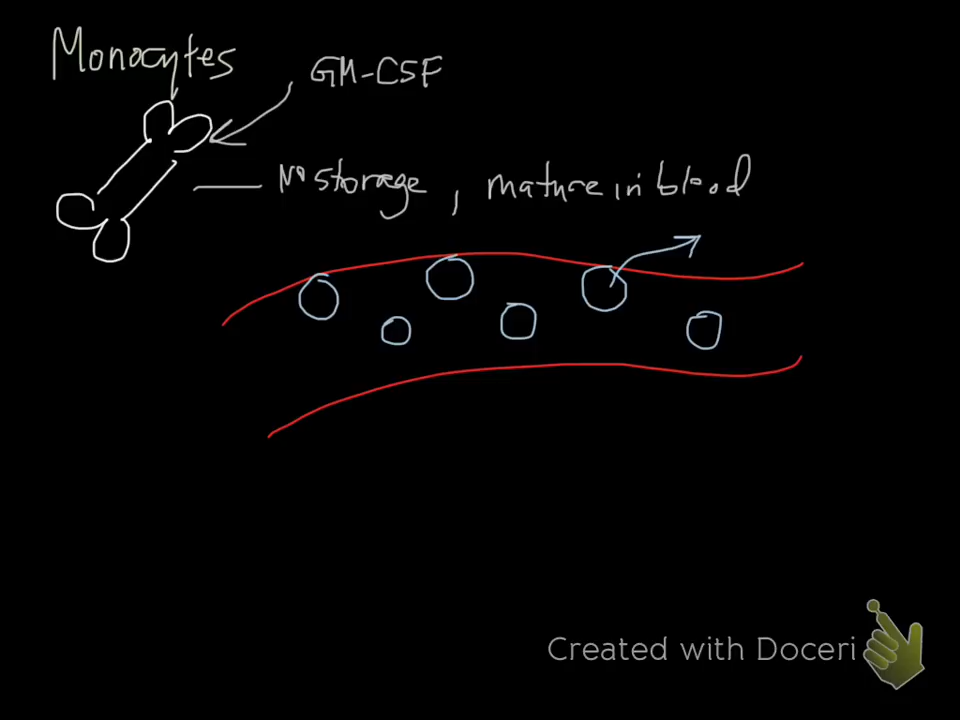 Monocytes
GM-CSF
No storage, mature in blood
Created with Doceri